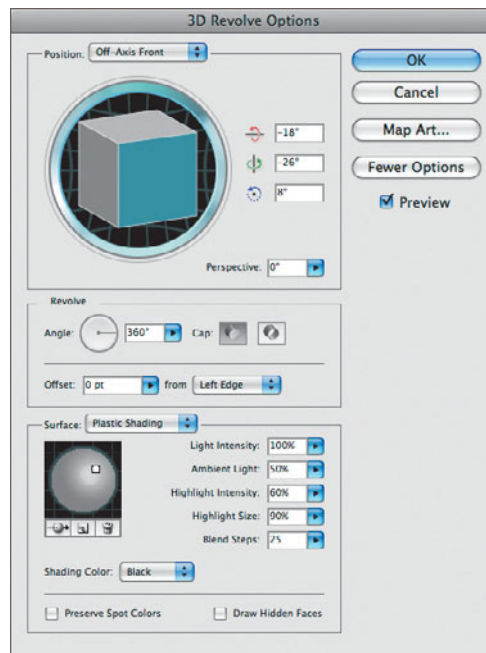 3D Revolve Options
Position: Off-Axis Front
-18°
-26°
8°
Perspective: 0°
OK
Cancel
Map Art...
Fewer Options
Preview
Revolve
Angle: 360° Cap:
Offset: 0 pt from Left Edge
Surface: Plastic Shading
Light Intensity: 100%
Ambient Light: 50%
Highlight Intensity: 60%
Highlight Size: 90%
Blend Steps: 25
Shading Color: Black
Preserve Spot Colors Draw Hidden Faces